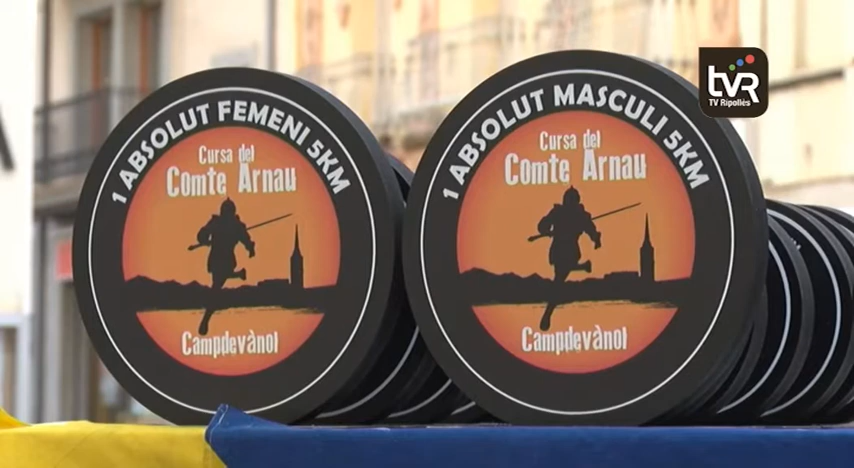 1 ABSOLUT FEMENI 5KM
Cursa del
Comte Arnau
Campdevànol
1 ABSOLUT MASCULI 5KM
Cursa del
Comte Arnau
Campdevànol
tvR
TV Ripollès